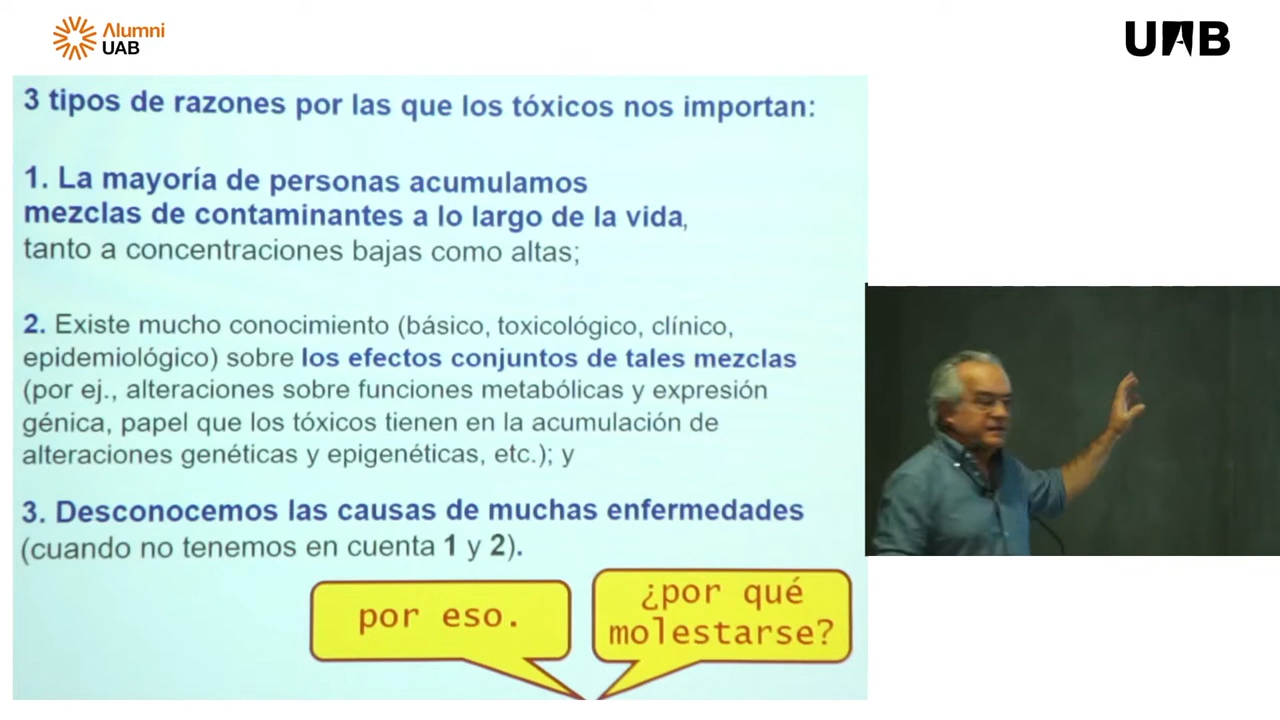 Alumni
UAB
UAB
3 tipos de razones por las que los tóxicos nos importan:
1. La mayoría de personas acumulamos
mezclas de contaminantes a lo largo de la vida,
tanto a concentraciones bajas como altas;
2. Existe mucho conocimiento (básico, toxicológico, clínico,
epidemiológico) sobre los efectos conjuntos de tales mezclas
(por ej., alteraciones sobre funciones metabólicas y expresión
génica, papel que los tóxicos tienen en la acumulación de
alteraciones genéticas y epigenéticas, etc.); y
3. Desconocemos las causas de muchas enfermedades
(cuando no tenemos en cuenta 1 y 2).
por eso.
¿por qué
molestarse?